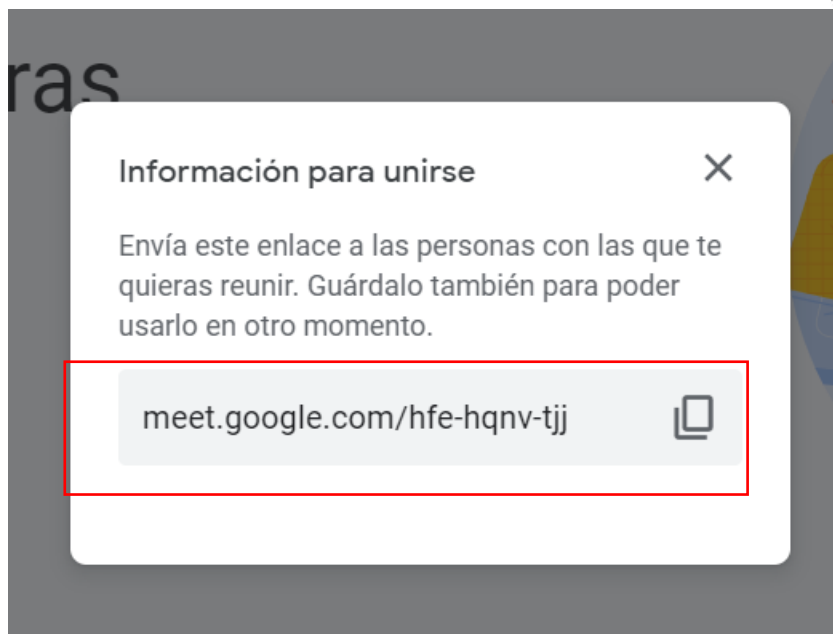 ras
Información para unirse
Envía este enlace a las personas con las que te
quieras reunir. Guárdalo también para poder
usarlo en otro momento.
meet.google.com/hfe-hqnv-tjj